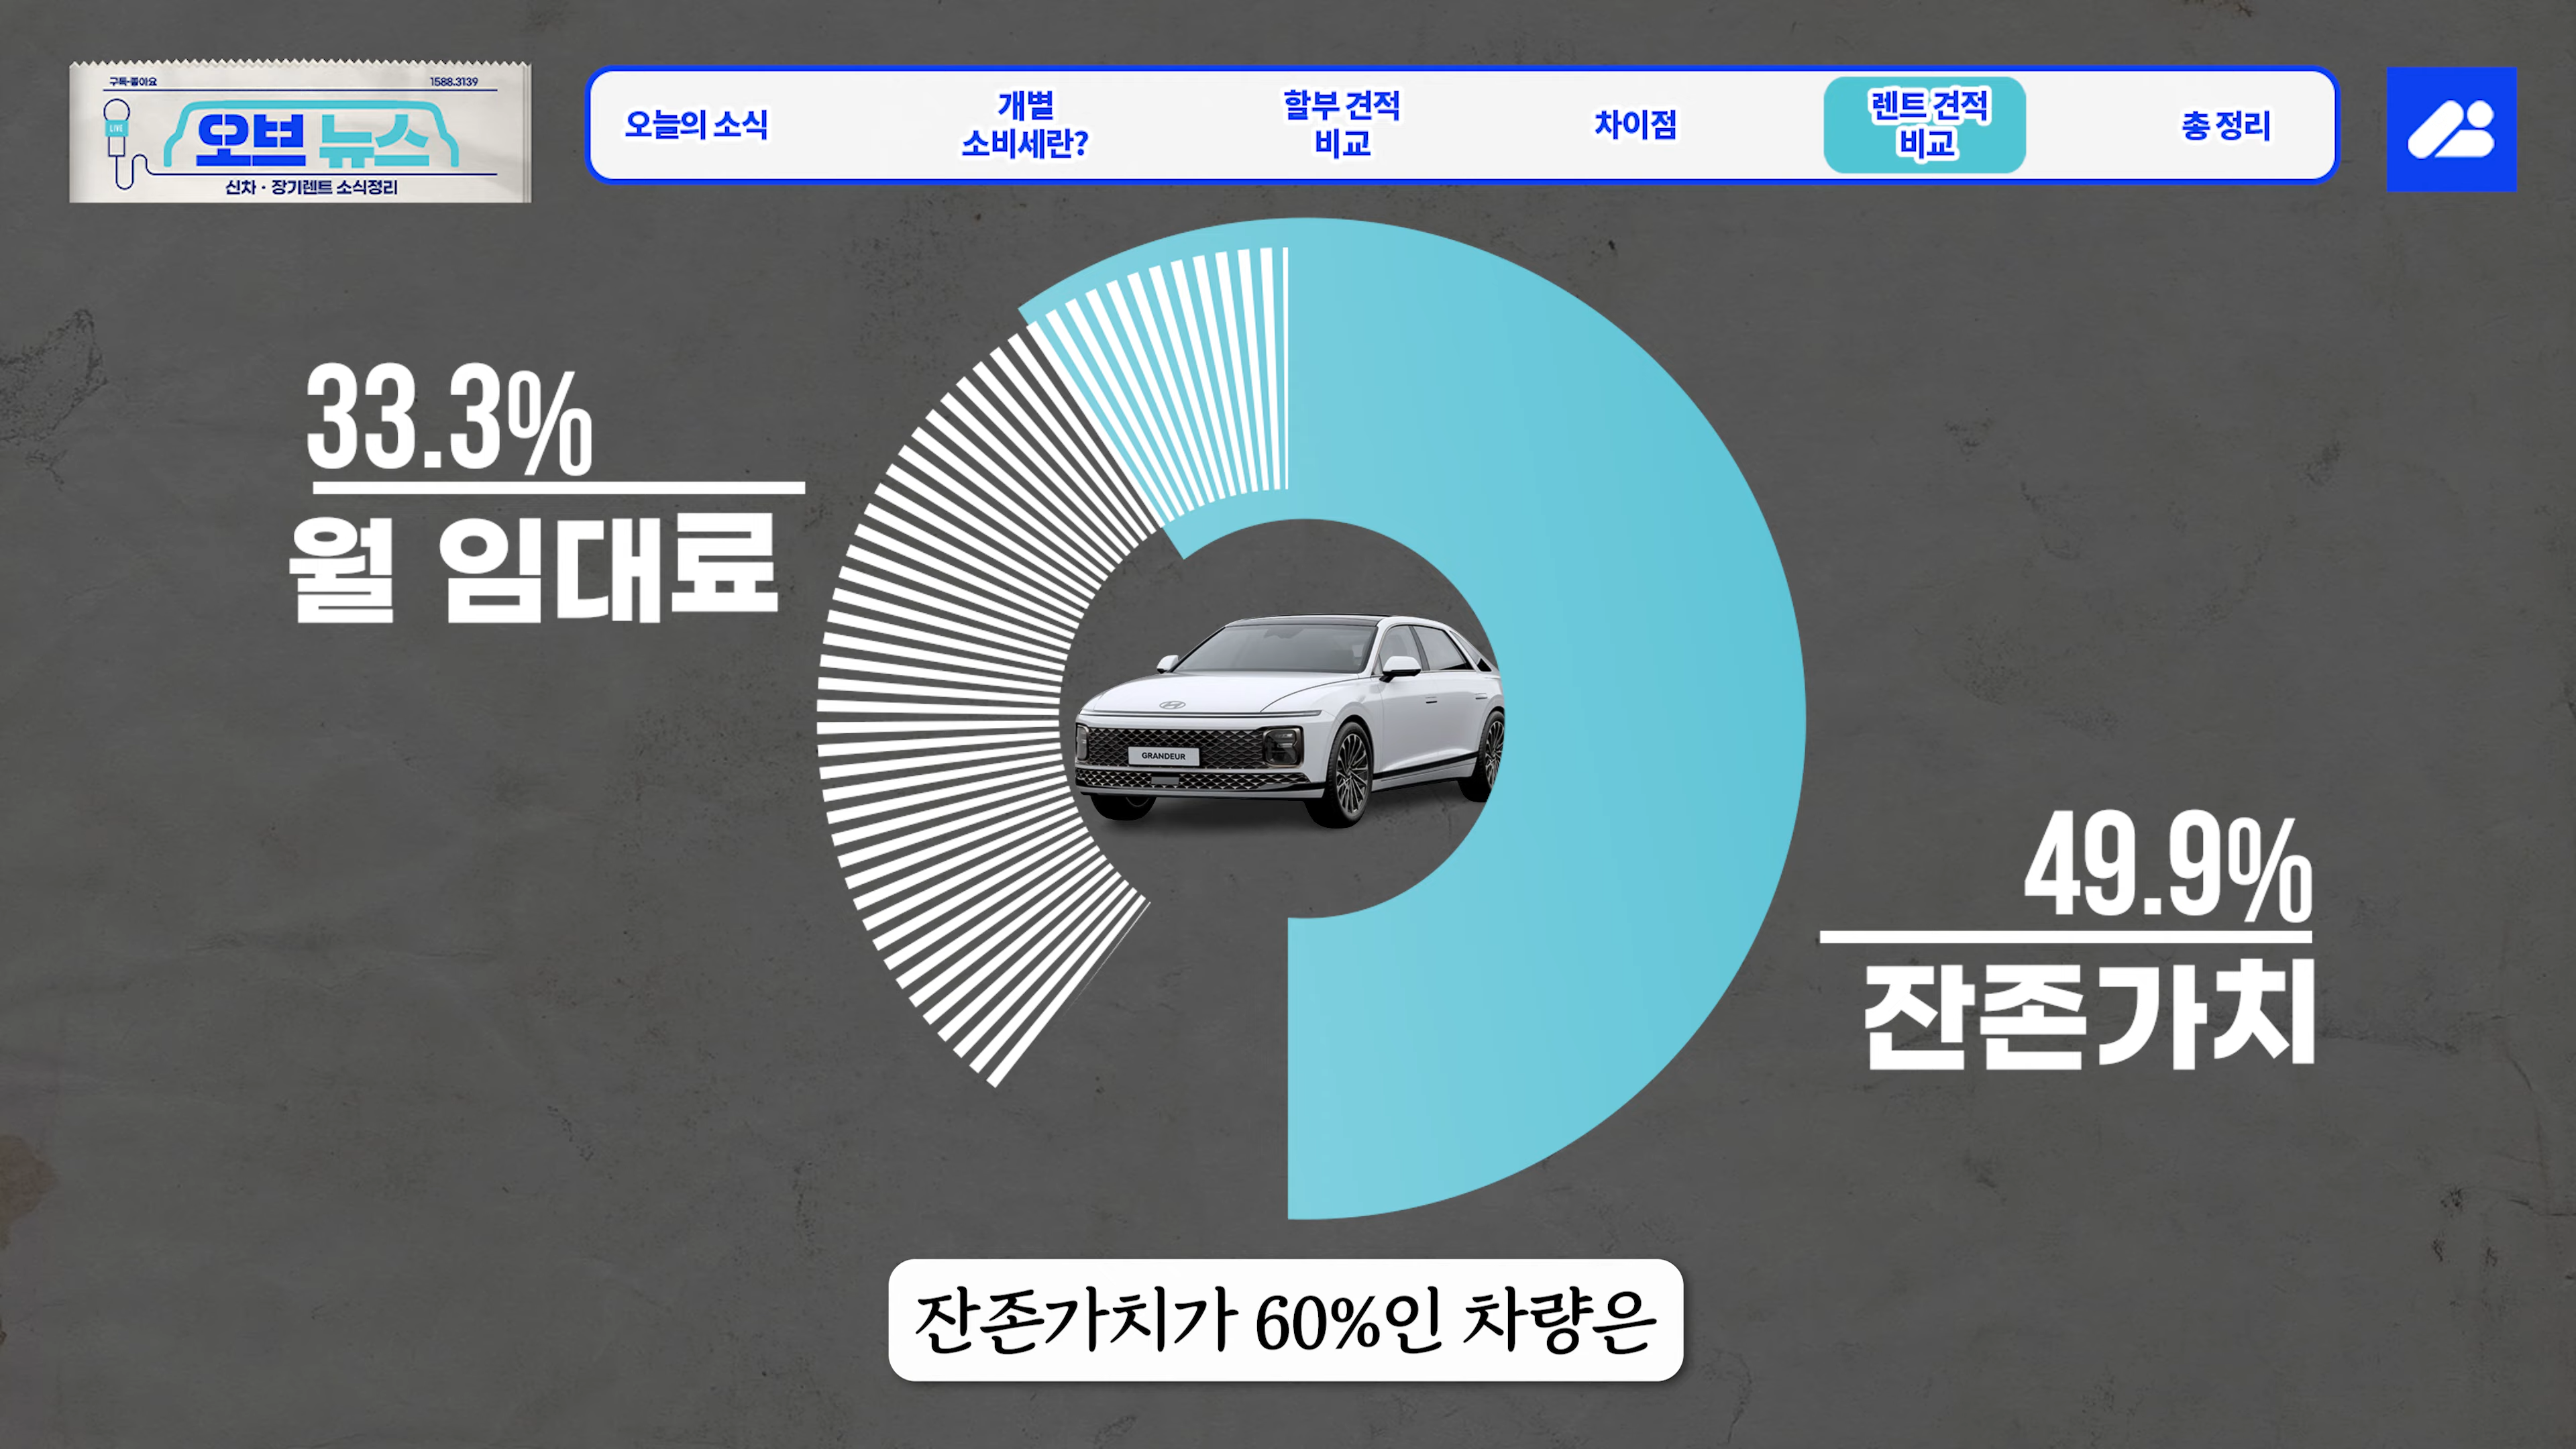 구독·좋아요
1588.3139
LIVE
오브 뉴스
신차 · 장기렌트 소식정리
오늘의 소식
개별
소비세란?
할부 견적
비교
차이점
렌트 견적
비교
총 정리
33.3%
월 임대료
GRANDEUR
49.9%
잔존가치
잔존가치가 60%인 차량은